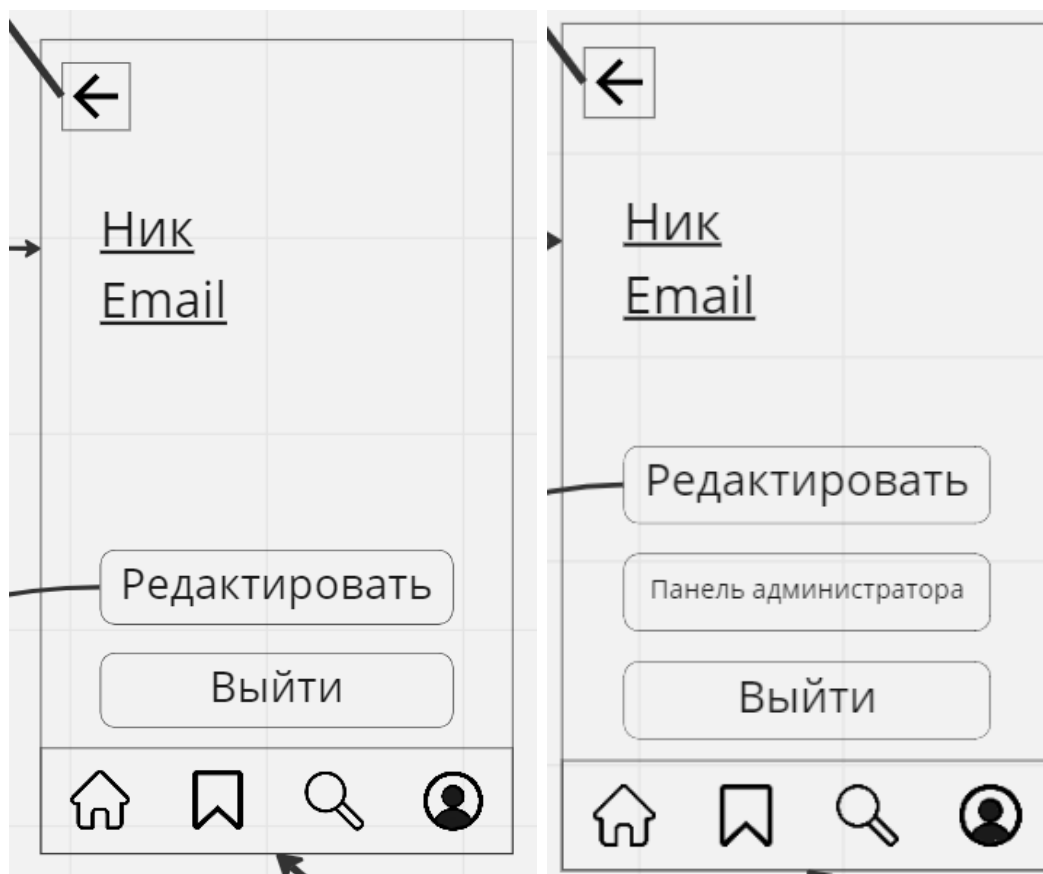 Ник
Email
Редактировать
Выйти
Ник
Email
Редактировать
Панель администратора
Выйти